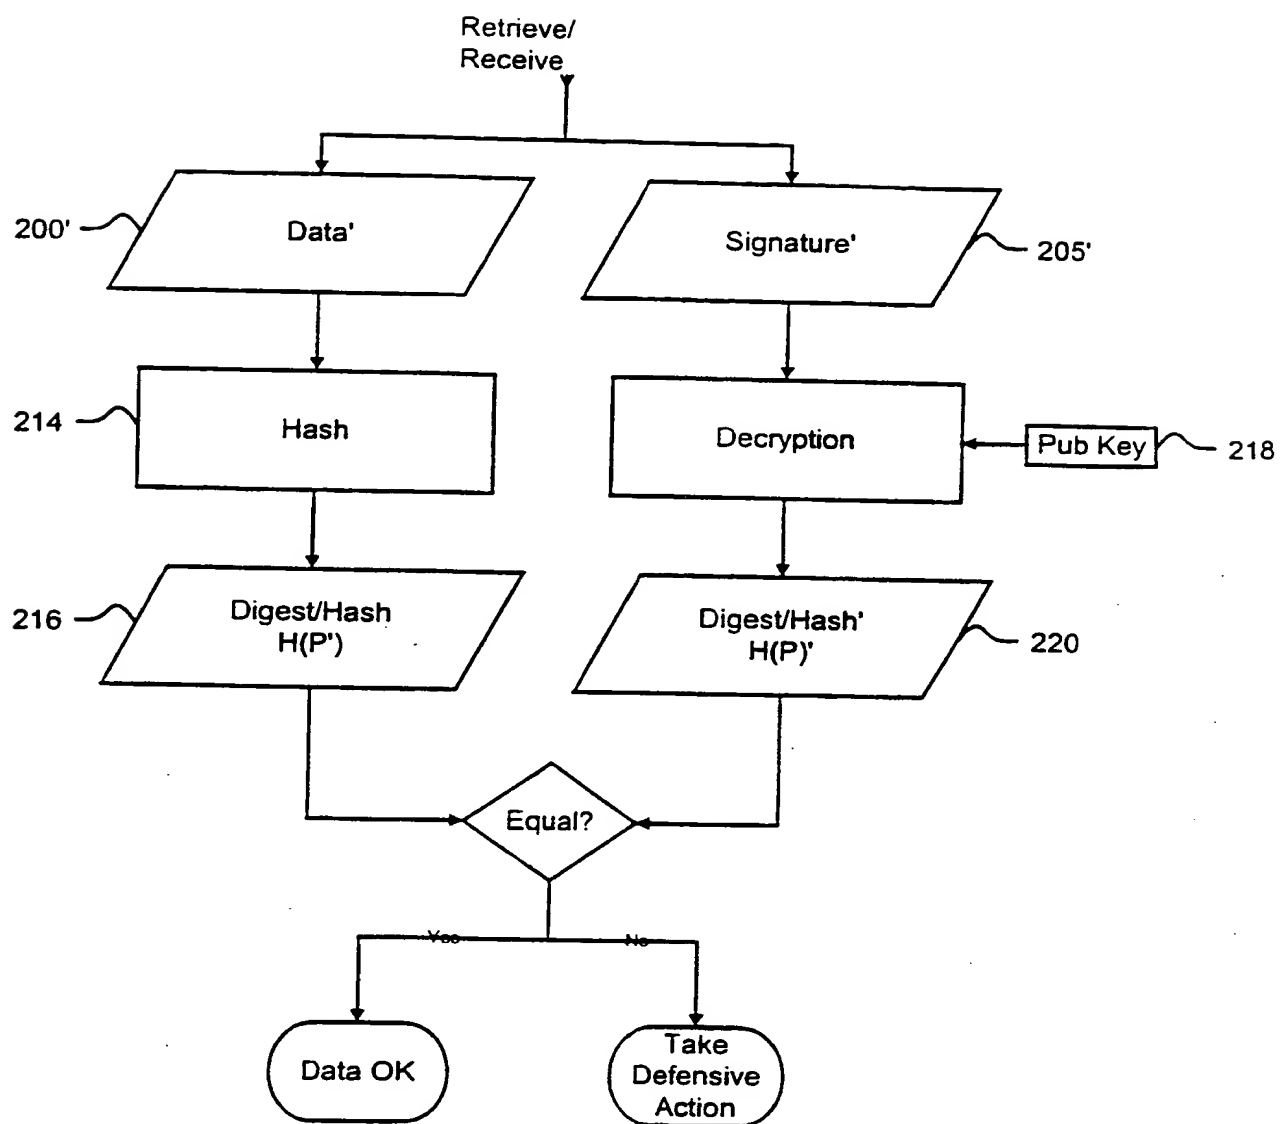 Retrieve/
Receive
200'
Data'
Signature'
205'
214
Hash
Decryption
Pub Key
218
216
Digest/Hash
H(P')
Digest/Hash'
H(P)'
220
Equal?
Yes
No
Data OK
Take
Defensive
Action